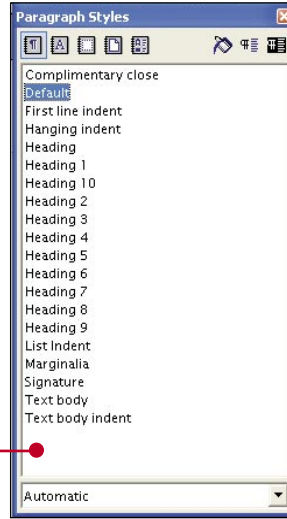 Paragraph Styles
Complimentary close
Default
First line indent
Hanging indent
Heading
Heading 1
Heading 10
Heading 2
Heading 3
Heading 4
Heading 5
Heading 6
Heading 7
Heading 8
Heading 9
List Indent
Marginalia
Signature
Text body
Text body indent
Automatic